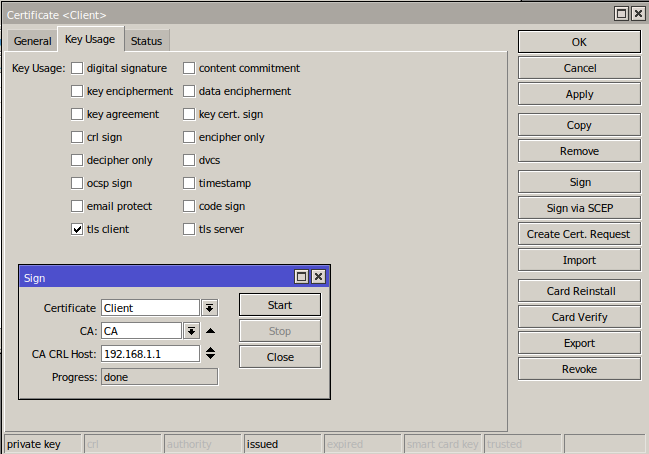 Certificate <Client>
General Key Usage Status
Key Usage: digital signature content commitment
key encipherment data encipherment
key agreement key cert. sign
crl sign encipher only
decipher only dvcs
ocsp sign timestamp
email protect code sign
tls client tls server
OK
Cancel
Apply
Copy
Remove
Sign
Sign via SCEP
Create Cert. Request
Import
Card Reinstall
Card Verify
Export
Revoke
Sign
Certificate Client
CA: CA
CA CRL Host: 192.168.1.1
Progress: done
Start
Stop
Close
private key crl authority issued expired smart card key trusted